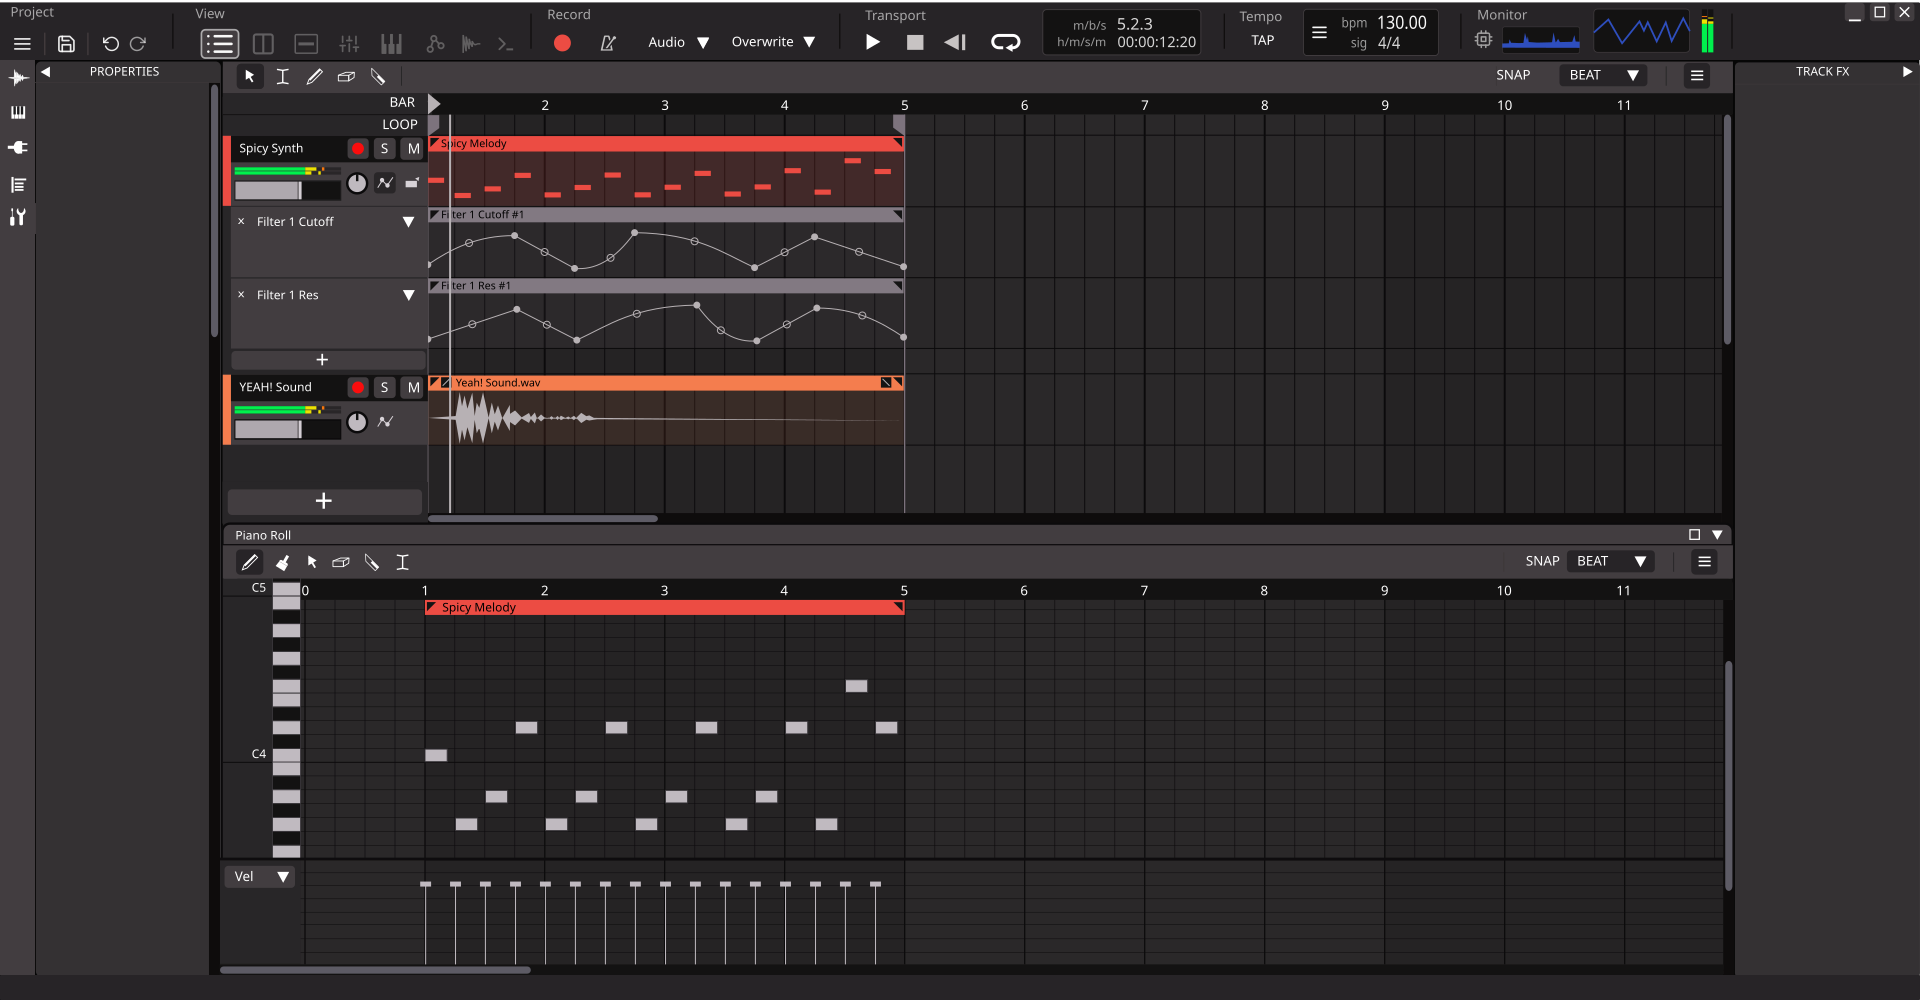 Project
View
Record
Transport
Tempo
Monitor
Audio
Overwrite
m/b/s 5.2.3
h/m/s/m 00:00:12:20
TAP
bpm 130.00
sig 4/4
PROPERTIES
SNAP BEAT
TRACK FX
BAR 2 3 4 5 6 7 8 9 10 11
LOOP
Spicy Synth S M
Spicy Melody
x Filter 1 Cutoff
Filter 1 Cutoff #1
x Filter 1 Res
Filter 1 Res #1
+
YEAH! Sound S M
Yeah! Sound.wav
+
Piano Roll
SNAP BEAT
C5 0 1 2 3 4 5 6 7 8 9 10 11
Spicy Melody
C4
Vel